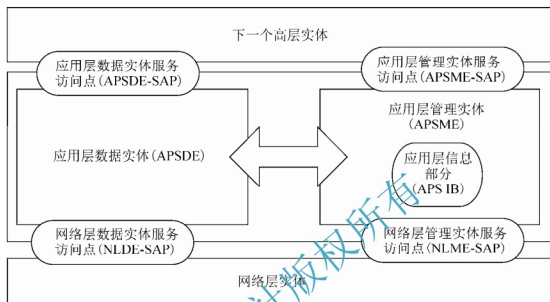 下一个高层实体
应用层数据实体服务
访问点(APSDE-SAP)
应用层管理实体服务
访问点(APSME-SAP)
应用层数据实体(APSDE)
应用层管理实体
(APSME)
应用层信息
部分
(APS IB)
网络层数据实体服务
访问点(NLDE-SAP)
网络层管理实体服务
访问点(NLME-SAP)
网络层实体
版权所有